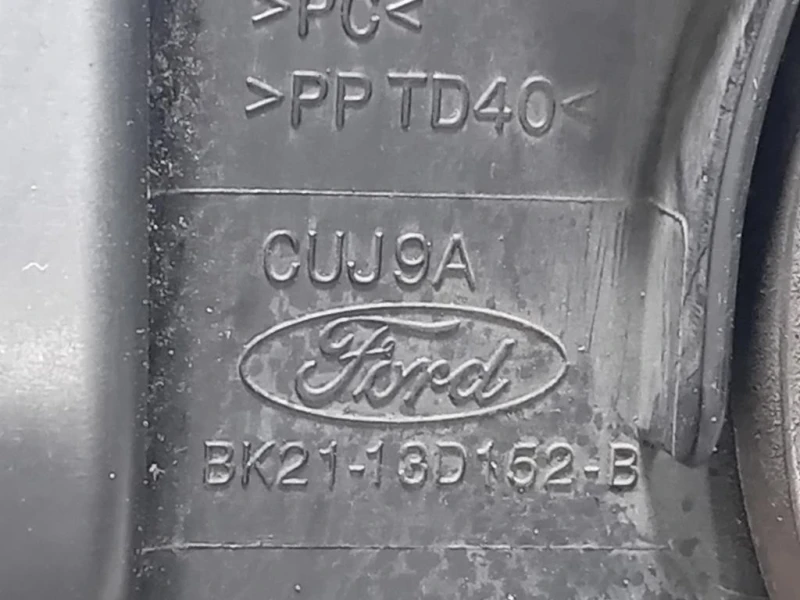 >PC<
>PP TD40<
CUJ9A
Ford
BK21-13D152-B